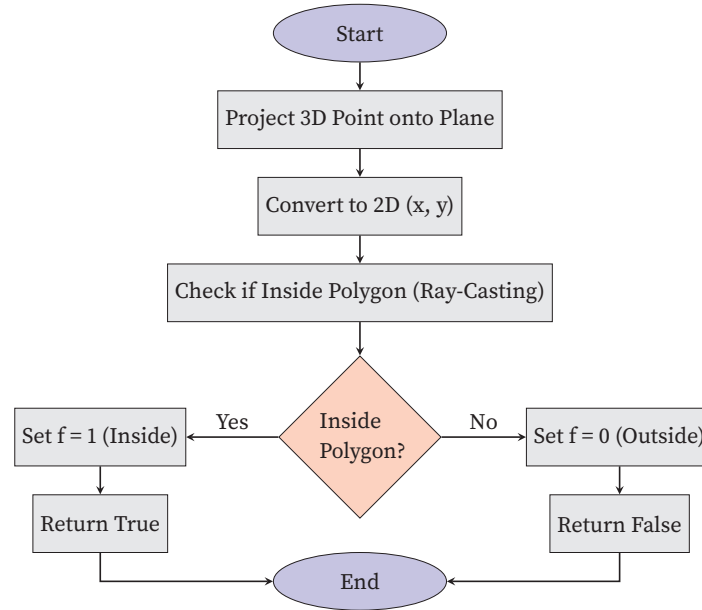 Start
Project 3D Point onto Plane
Convert to 2D (x, y)
Check if Inside Polygon (Ray-Casting)
Inside
Polygon?
Yes
No
Set f = 1 (Inside)
Set f = 0 (Outside)
Return True
Return False
End